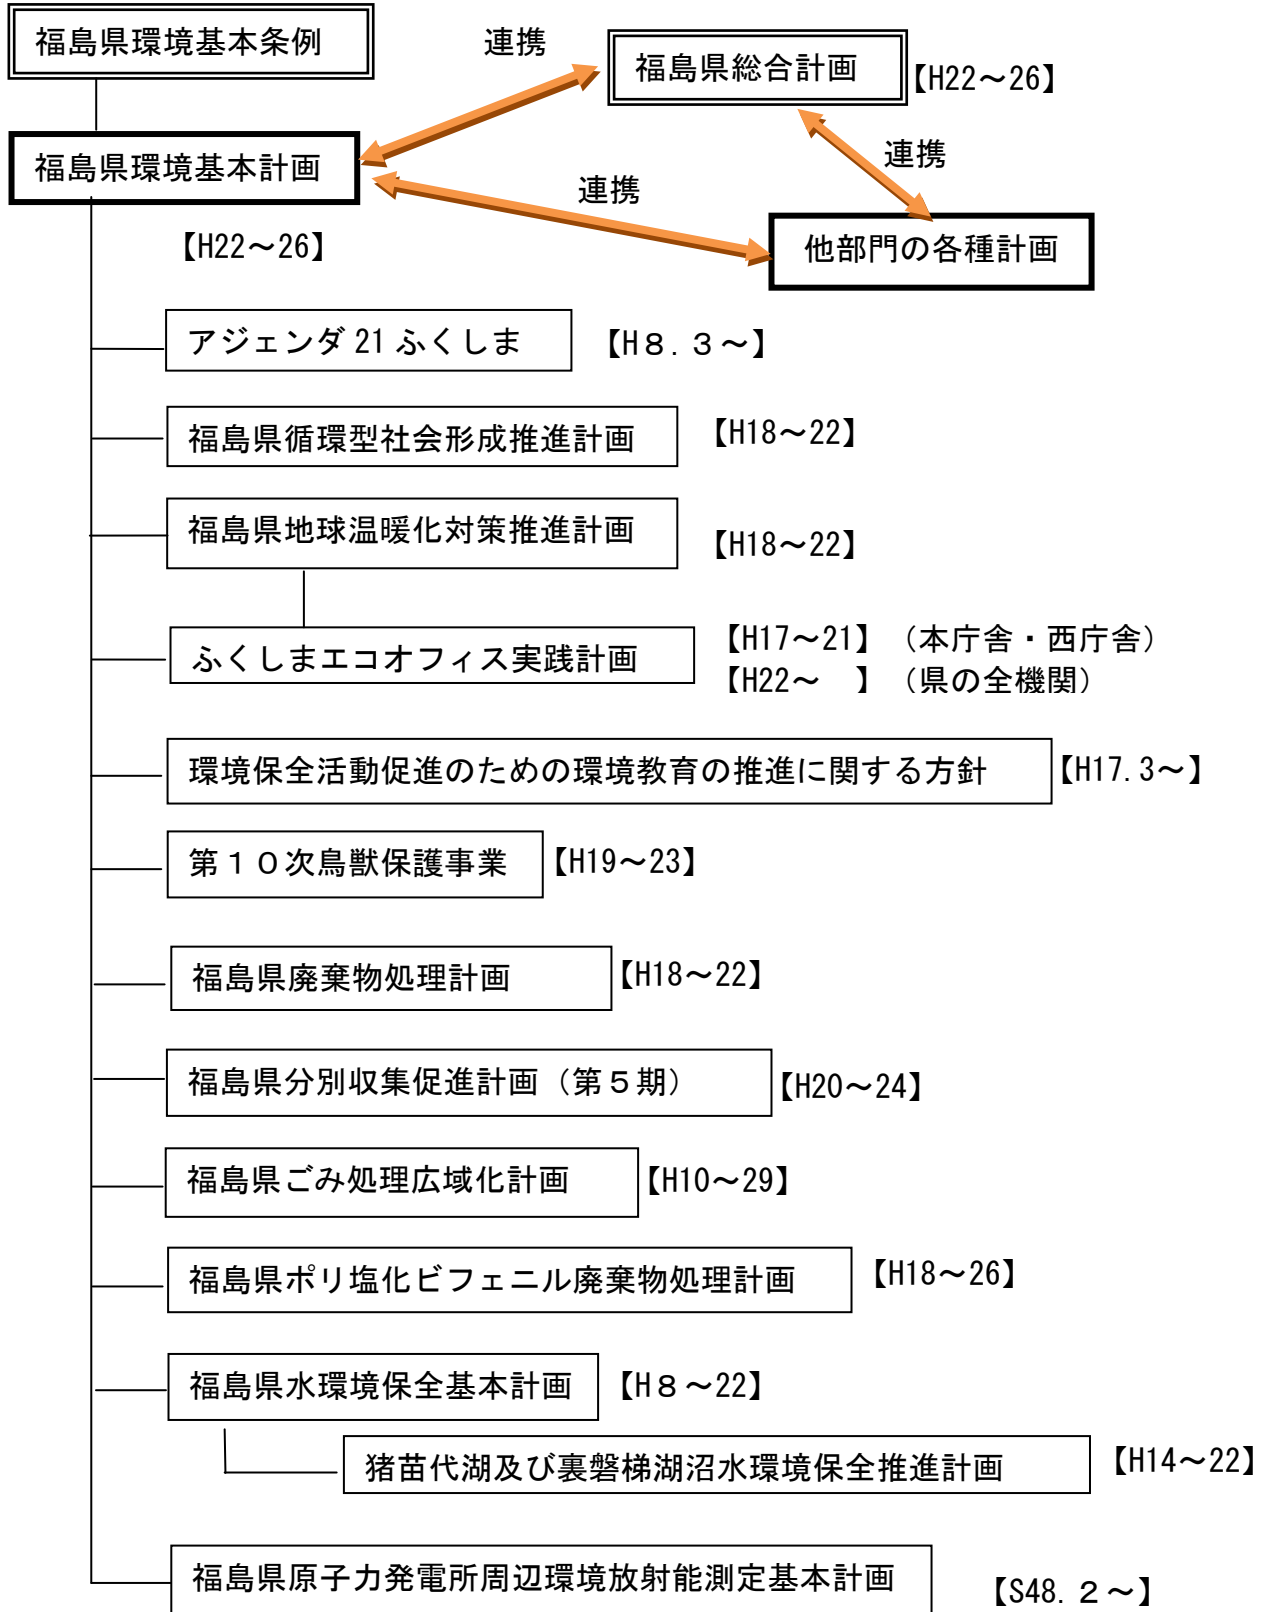 福島県環境基本条例
連携
福島県総合計画
【H22～26】
福島県環境基本計画
連携
連携
【H22～26】
他部門の各種計画
アジェンダ21ふくしま
【H８．３～】
福島県循環型社会形成推進計画
【H18～22】
福島県地球温暖化対策推進計画
【H18～22】
ふくしまエコオフィス実践計画
【H17～21】（本庁舎・西庁舎）
【H22～　】（県の全機関）
環境保全活動促進のための環境教育の推進に関する方針
【H17.3～】
第１０次鳥獣保護事業
【H19～23】
福島県廃棄物処理計画
【H18～22】
福島県分別収集促進計画（第５期）
【H20～24】
福島県ごみ処理広域化計画
【H10～29】
福島県ポリ塩化ビフェニル廃棄物処理計画
【H18～26】
福島県水環境保全基本計画
【H８～22】
猪苗代湖及び裏磐梯湖沼水環境保全推進計画
【H14～22】
福島県原子力発電所周辺環境放射能測定基本計画
【S48.２～】